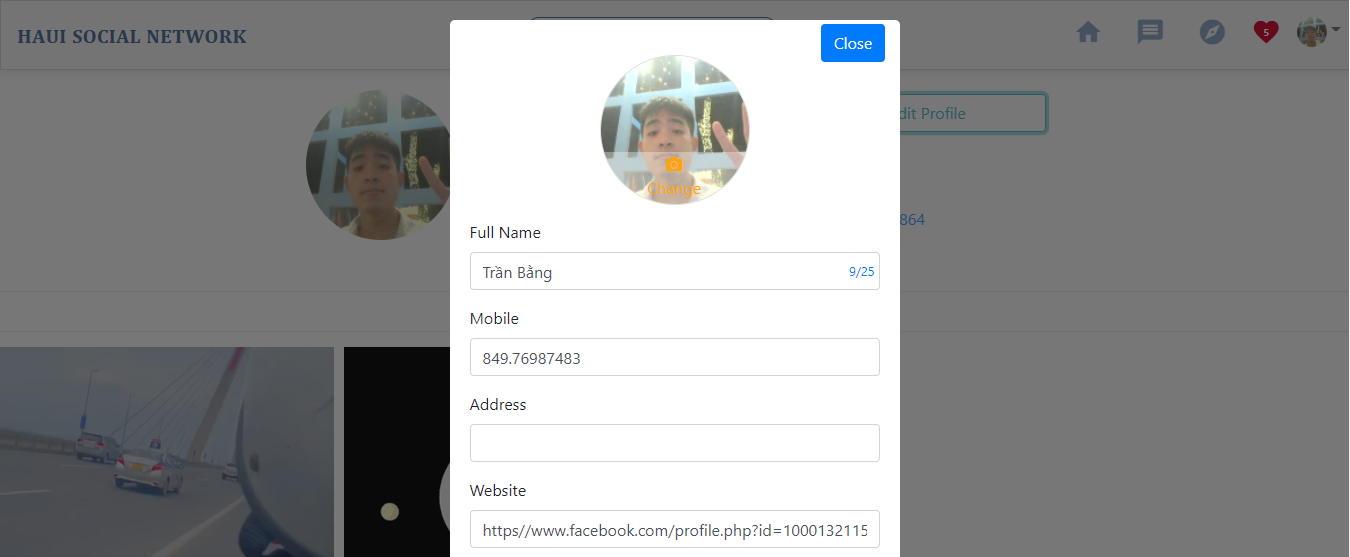 HAUI SOCIAL NETWORK
5
Close
dit Profile
Change
864
Full Name
Trần Bằng
9/25
Mobile
849.76987483
Address
Website
https//www.facebook.com/profile.php?id=1000132115